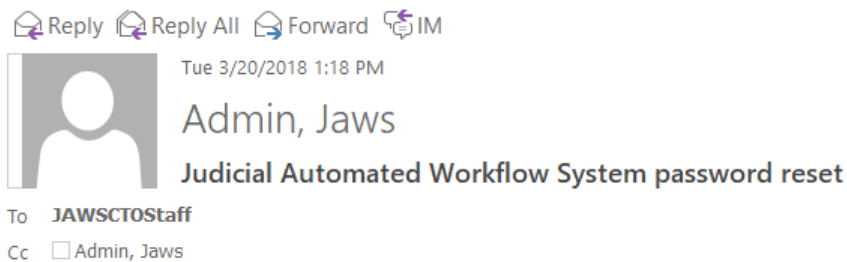 Reply Reply All Forward IM
Tue 3/20/2018 1:18 PM
Admin, Jaws
Judicial Automated Workflow System password reset
To JAWSCTOStaff
Cc Admin, Jaws